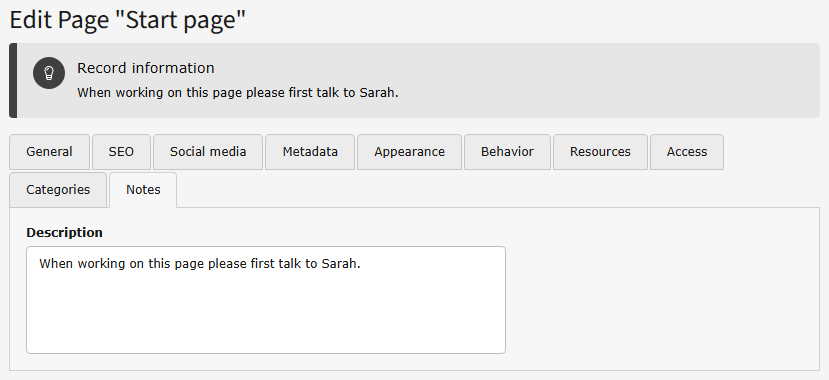 Edit Page "Start page"
Record information
When working on this page please first talk to Sarah.
General SEO Social media Metadata Appearance Behavior Resources Access
Categories Notes
Description
When working on this page please first talk to Sarah.